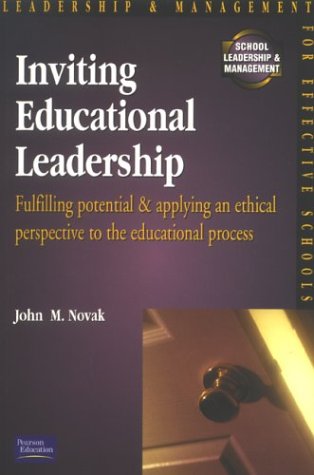 LEADERSHIP & MANAGEMENT
FOR EFFECTIVE SCHOOLS
SCHOOL
LEADERSHIP &
MANAGEMENT
Inviting
Educational
Leadership
Fulfilling potential & applying an ethical
perspective to the educational process
John M. Novak
Pearson
Education